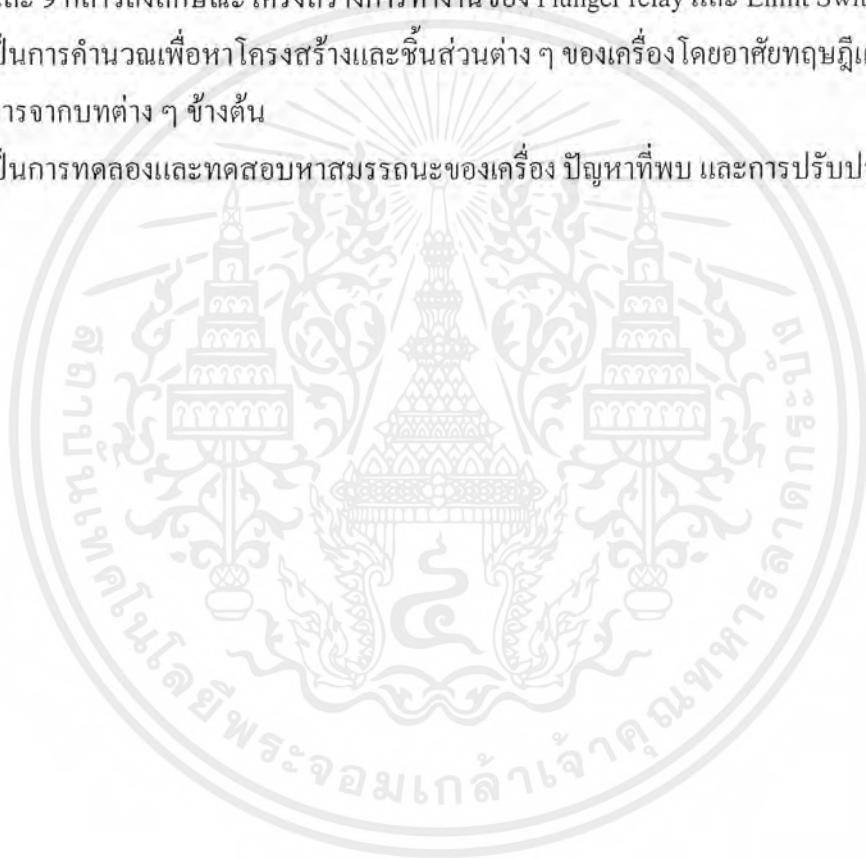 และ 9 กล่าวถึงลักษณะ โครงสร้างการทำงานของ Plunger relay และ Limit
ป็นการคำนวณเพื่อหาโครงสร้างและชิ้นส่วนต่าง ๆ ของเครื่องโดยอาศัยทฤษฎี
ารจากบทต่าง ๆ ข้างต้น
ป็นการทดลองและทดสอบหาสมรรถนะของเครื่อง ปัญหาที่พบ และการปรับป
สถาบันเทคโนโลยีพระจอมเกล้าเจ้าคุณทหารลาดกระบัง